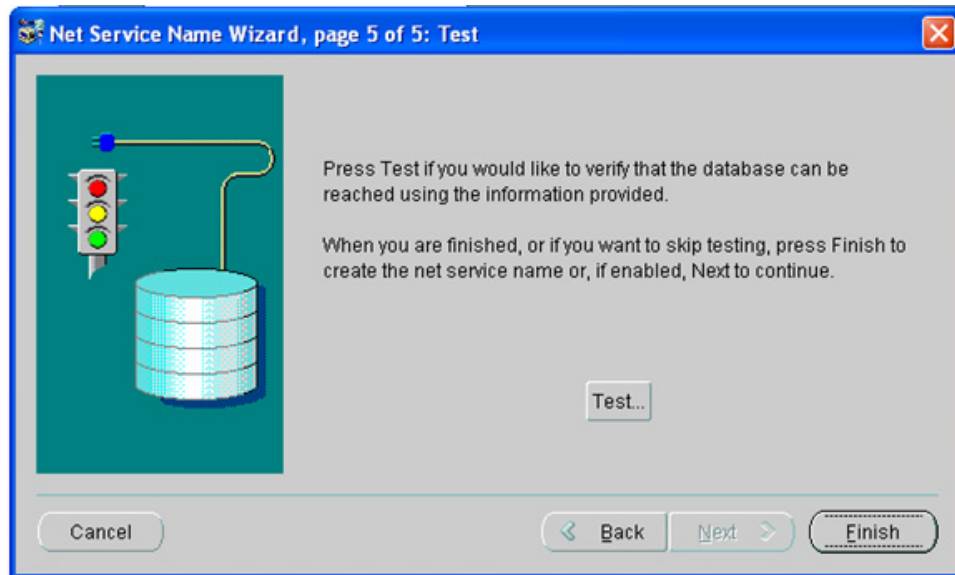 Net Service Name Wizard, page 5 of 5: Test
Press Test if you would like to verify that the database can be
reached using the information provided.
When you are finished, or if you want to skip testing, press Finish to
create the net service name or, if enabled, Next to continue.
Test...
Cancel
Back
Next
Finish